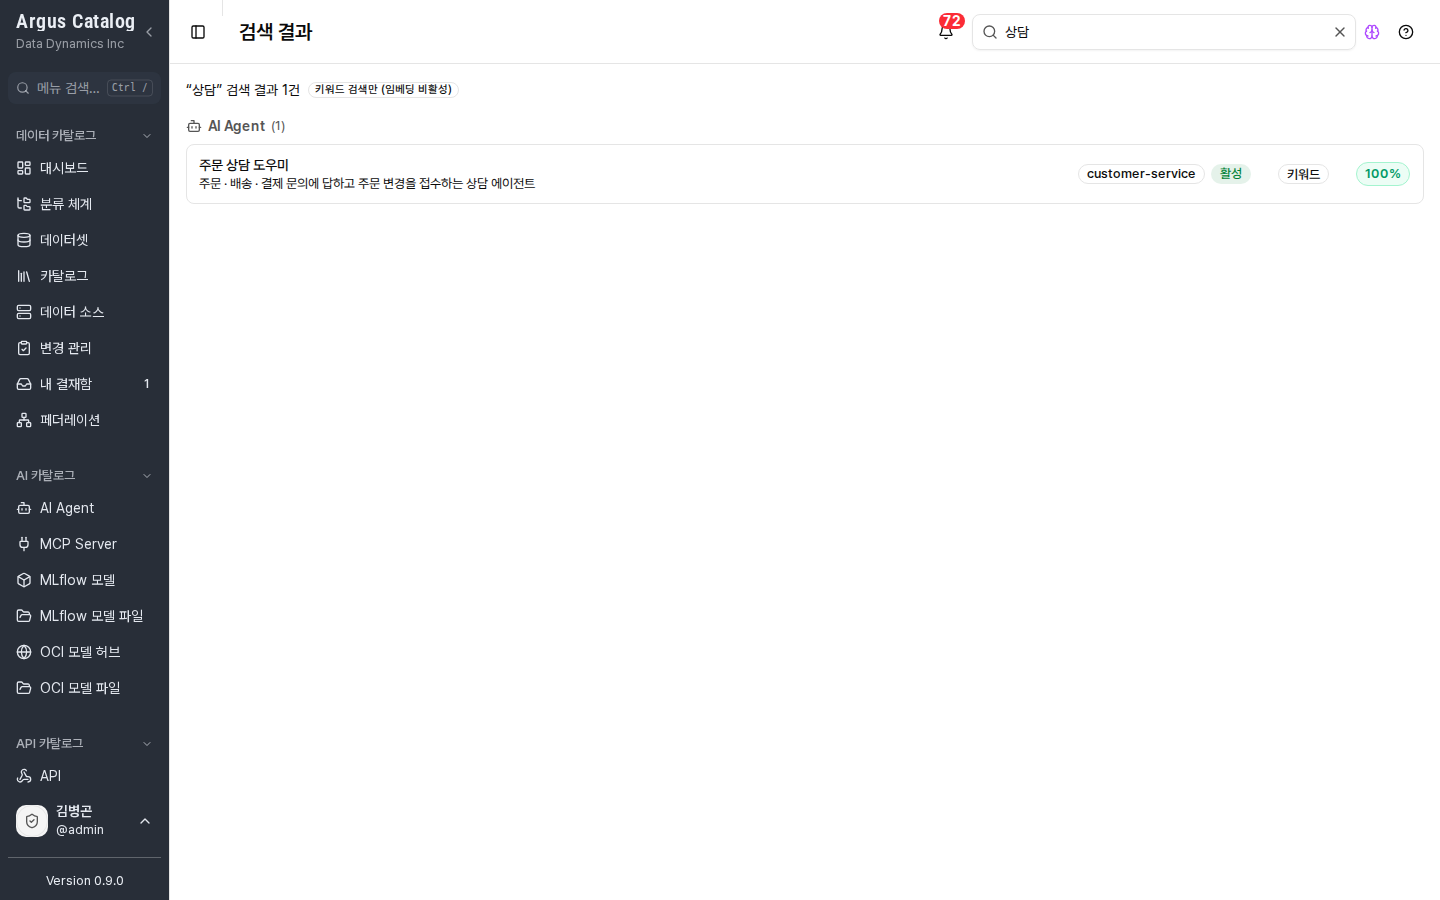 Argus Catalog
Data Dynamics Inc
메뉴 검색... Ctrl /
데이터 카탈로그
대시보드
분류 체계
데이터셋
카탈로그
데이터 소스
변경 관리
내 결재함 1
페더레이션
AI 카탈로그
AI Agent
MCP Server
MLflow 모델
MLflow 모델 파일
OCI 모델 허브
OCI 모델 파일
API 카탈로그
API
김병곤
@admin
Version 0.9.0
검색 결과
72
상담
“상담” 검색 결과 1건 키워드 검색만 (임베딩 비활성)
AI Agent (1)
주문 상담 도우미
주문 · 배송 · 결제 문의에 답하고 주문 변경을 접수하는 상담 에이전트
customer-service 활성 키워드 100%